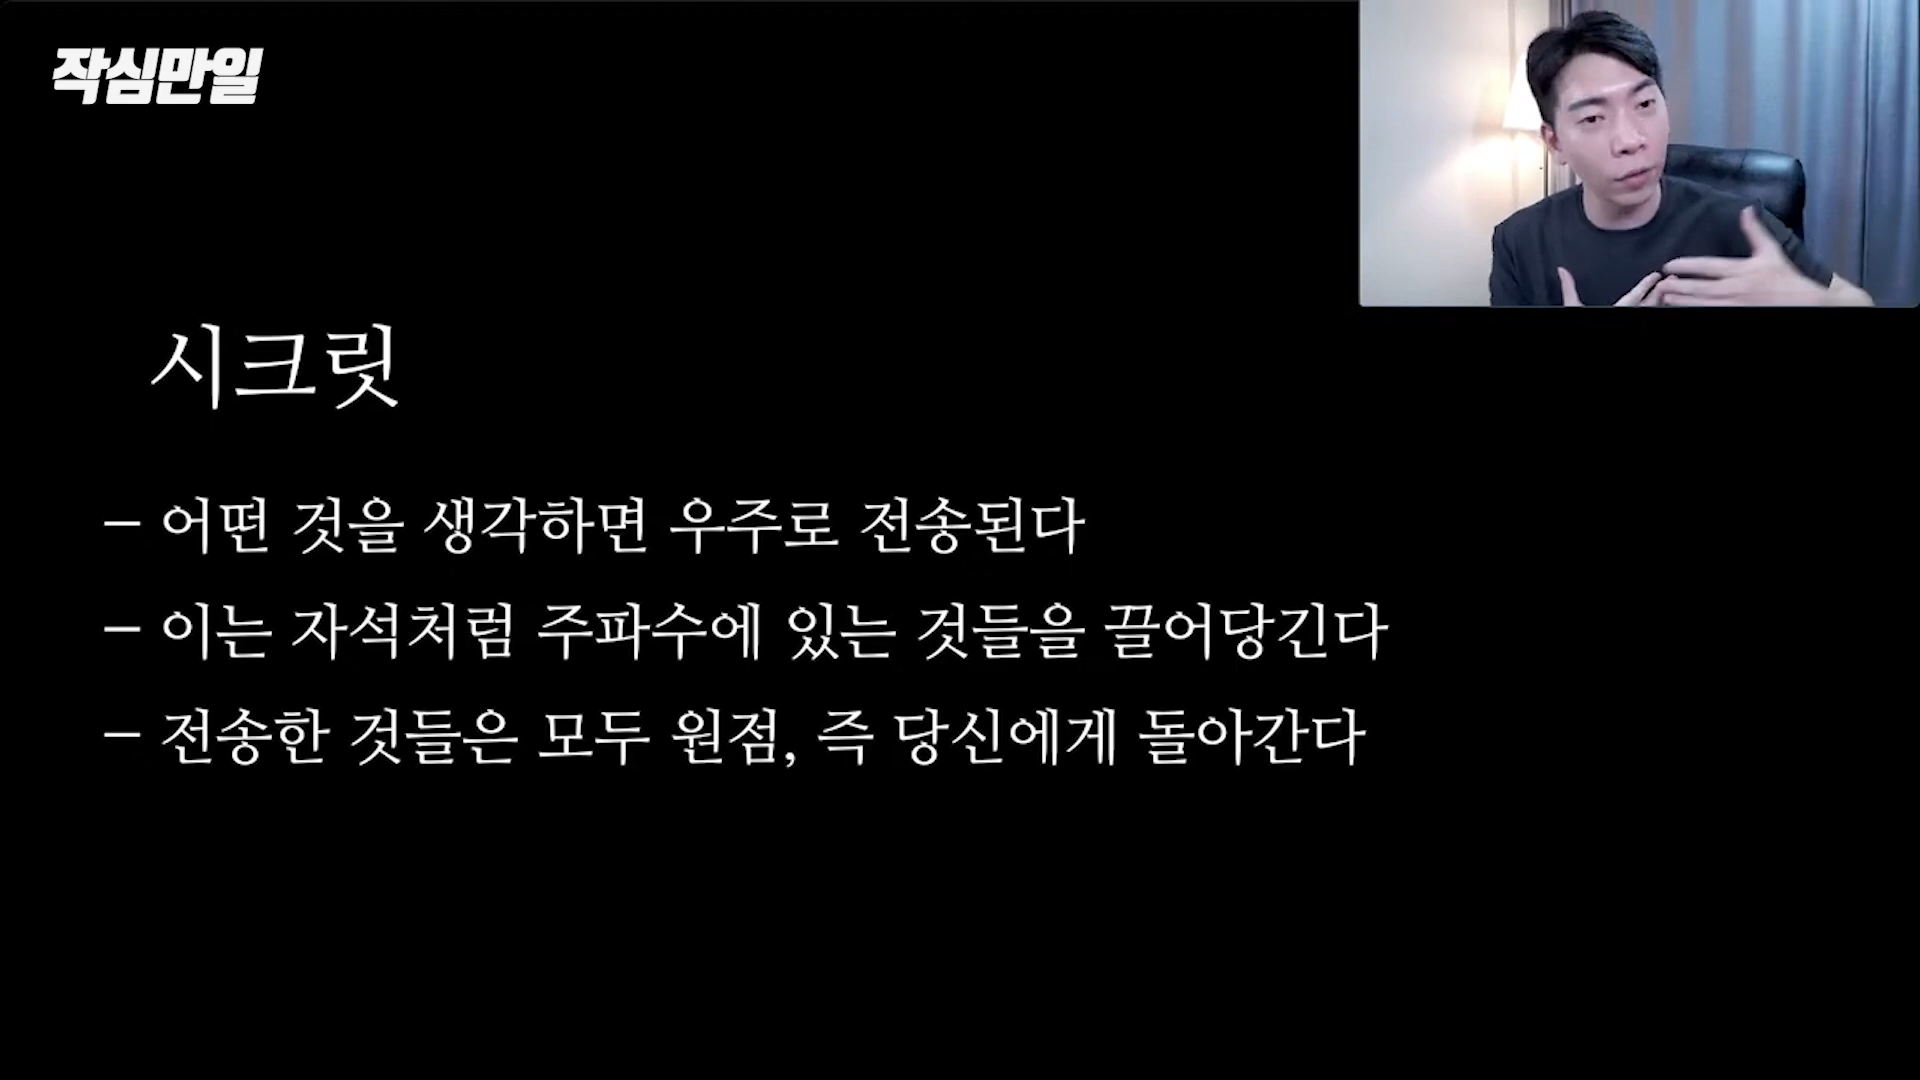 작심만일
시크릿
– 어떤 것을 생각하면 우주로 전송된다
– 이는 자석처럼 주파수에 있는 것들을 끌어당긴다
– 전송한 것들은 모두 원점, 즉 당신에게 돌아간다